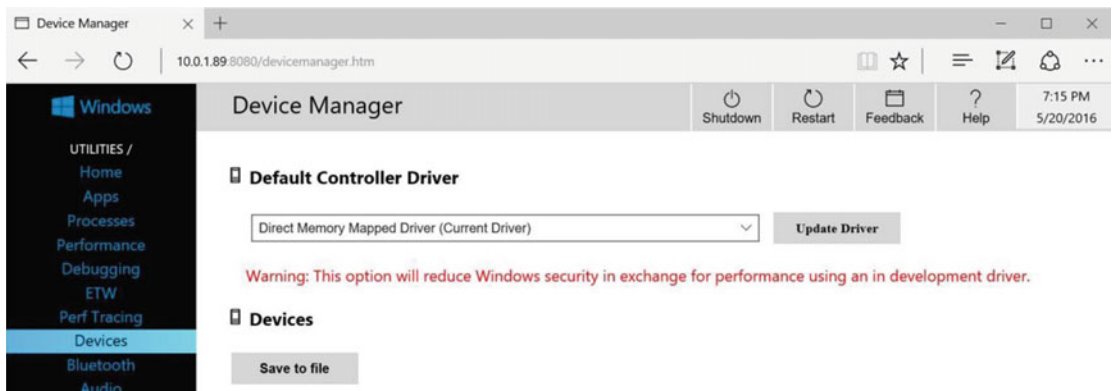 Device Manager
10.0.1.89:8080/devicemanager.htm
Windows
Device Manager
Shutdown
Restart
Feedback
Help
7:15 PM
5/20/2016
UTILITIES /
Home
Apps
Processes
Performance
Debugging
ETW
Perf Tracing
Devices
Bluetooth
Audio
Default Controller Driver
Direct Memory Mapped Driver (Current Driver)
Update Driver
Warning: This option will reduce Windows security in exchange for performance using an in development driver.
Devices
Save to file